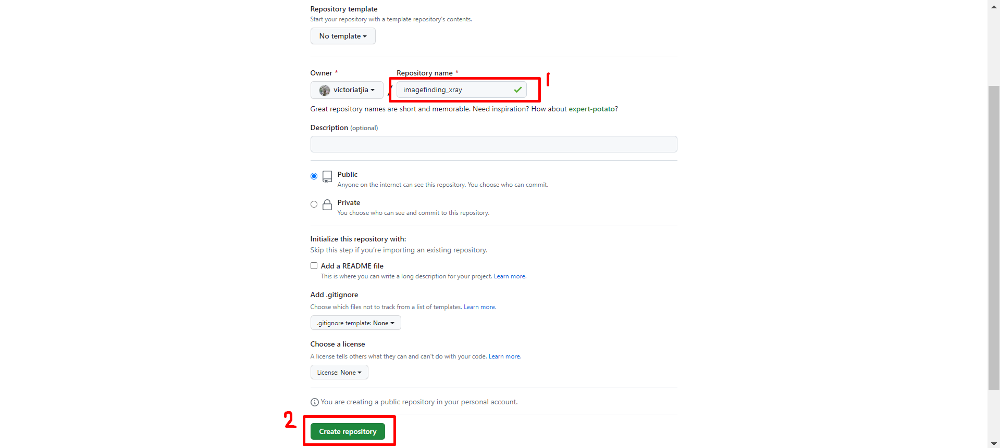 Repository template
Start your repository with a template repository's contents.
No template
Owner * Repository name *
victoriatjia / imagefinding_xray
1
Great repository names are short and memorable. Need inspiration? How about expert-potato?
Description (optional)
Public
Anyone on the internet can see this repository. You choose who can commit.
Private
You choose who can see and commit to this repository.
Initialize this repository with:
Skip this step if you're importing an existing repository.
Add a README file
This is where you can write a long description for your project. Learn more.
Add .gitignore
Choose which files not to track from a list of templates. Learn more.
.gitignore template: None
Choose a license
A license tells others what they can and can't do with your code. Learn more.
License: None
You are creating a public repository in your personal account.
2
Create repository